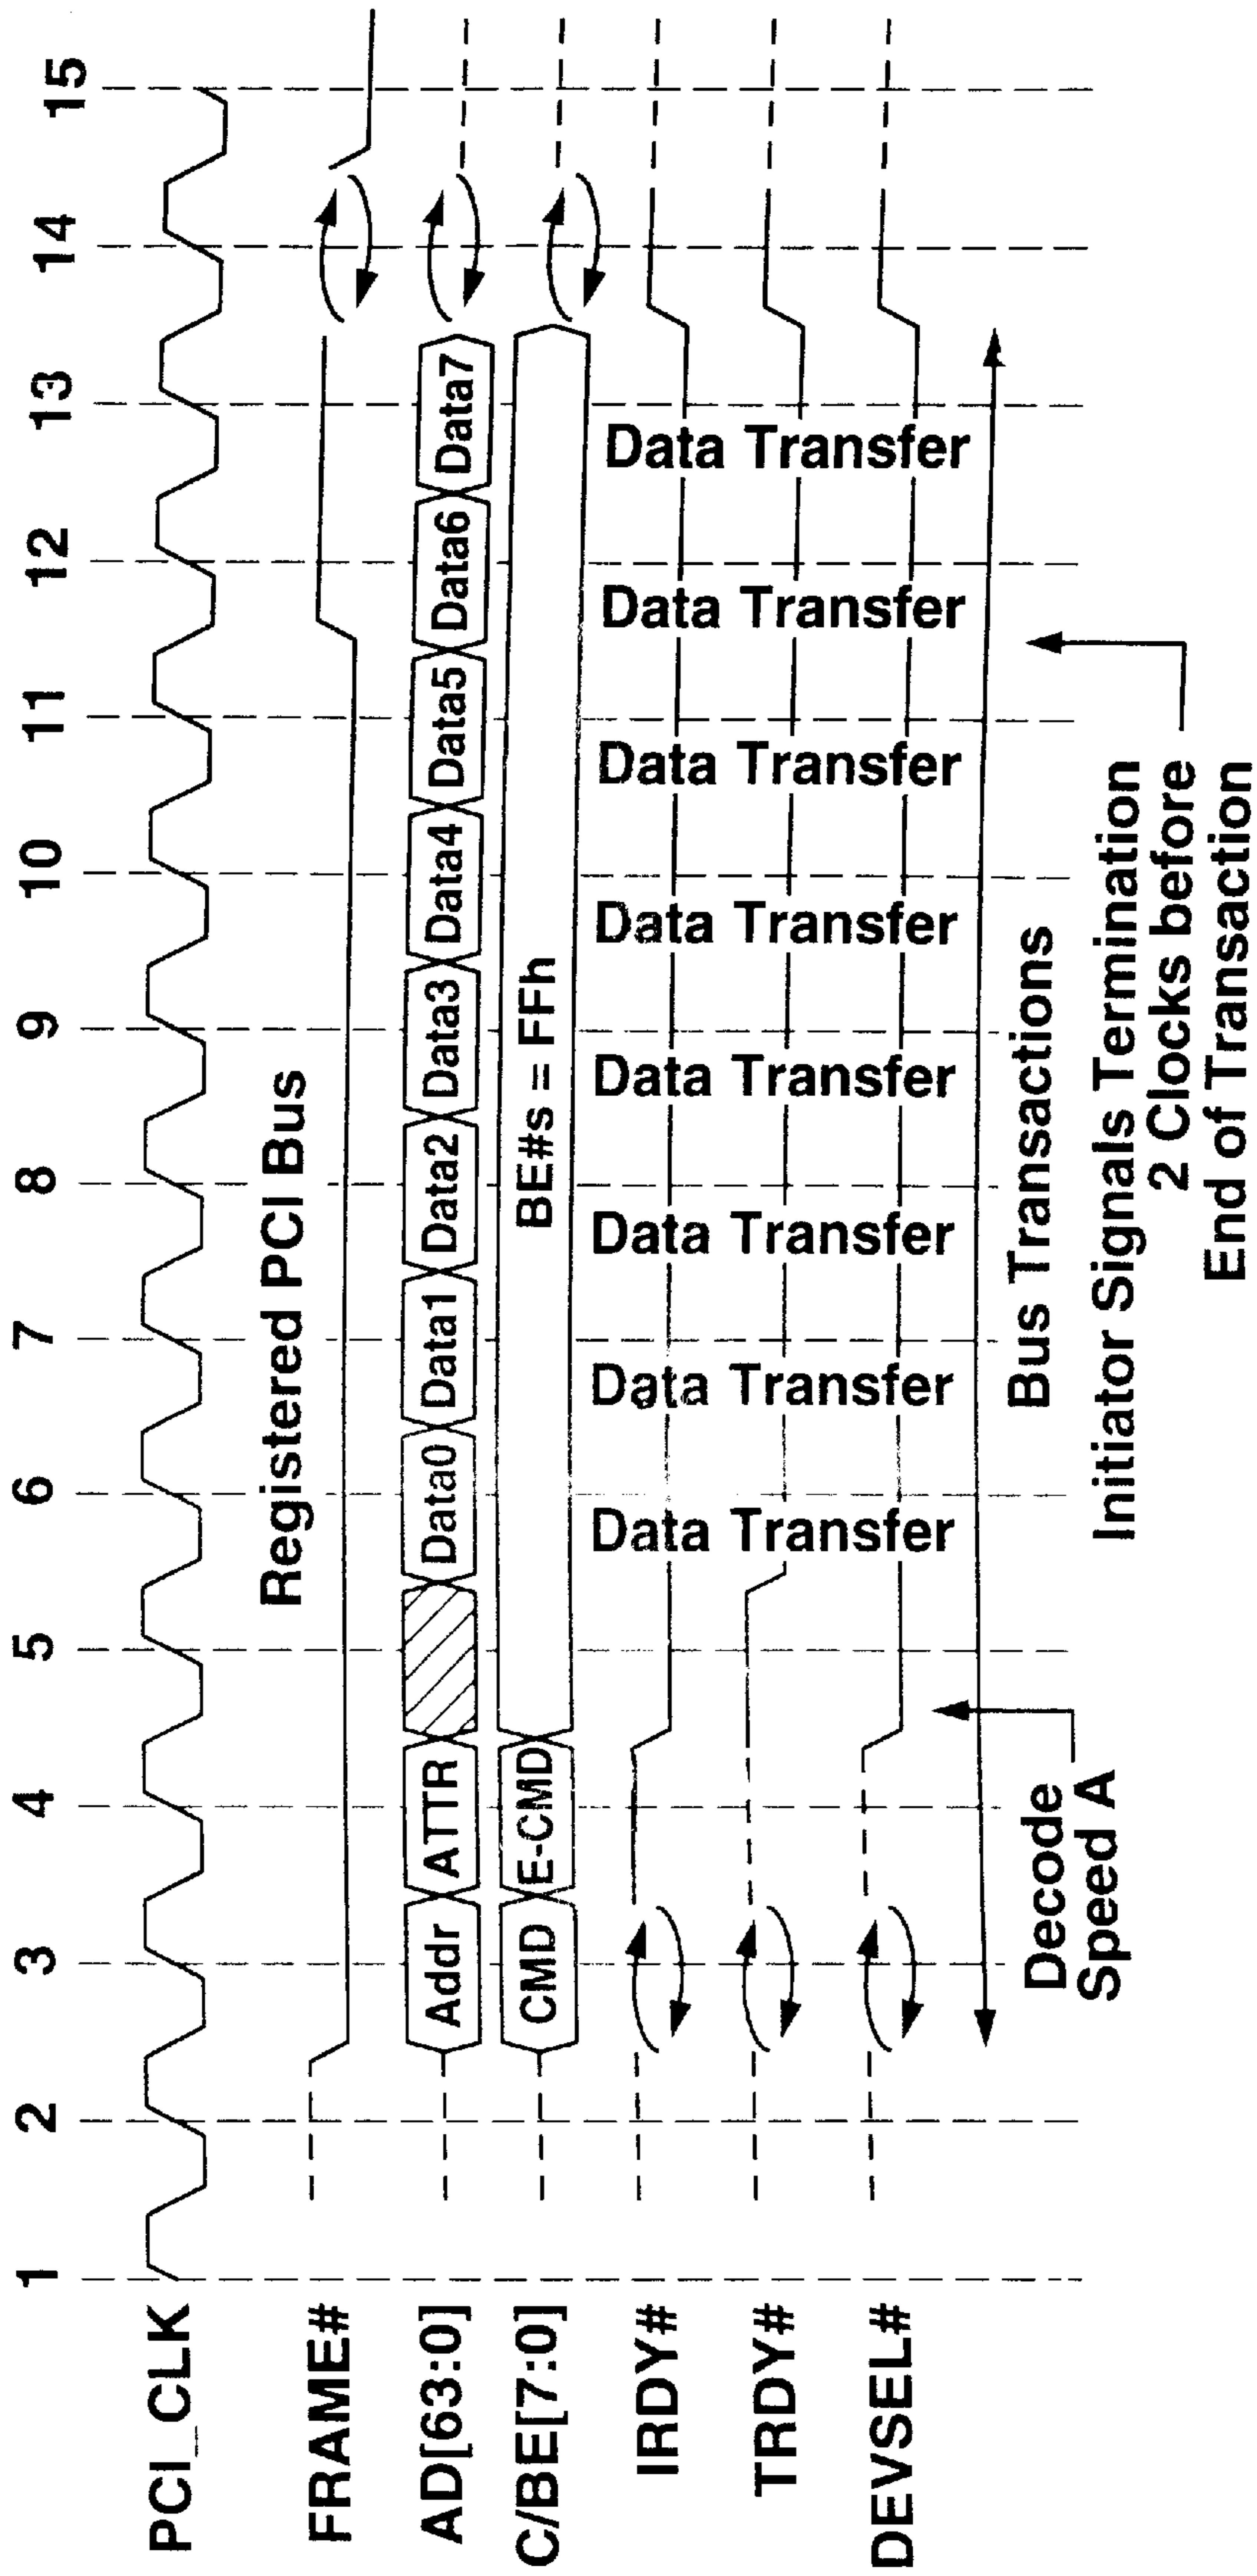 1 2 3 4 5 6 7 8 9 10 11 12 13 14 15
PCI_CLK
Registered PCI Bus
FRAME#
AD[63:0] Addr ATTR Data0 Data1 Data2 Data3 Data4 Data5 Data6 Data7
C/BE[7:0] CMD E-CMD BE#s = FFh
IRDY#
TRDY#
DEVSEL#
Data Transfer
Data Transfer
Data Transfer
Data Transfer
Data Transfer
Data Transfer
Data Transfer
Data Transfer
Decode
Speed A
Bus Transactions
Initiator Signals Termination
2 Clocks before
End of Transaction